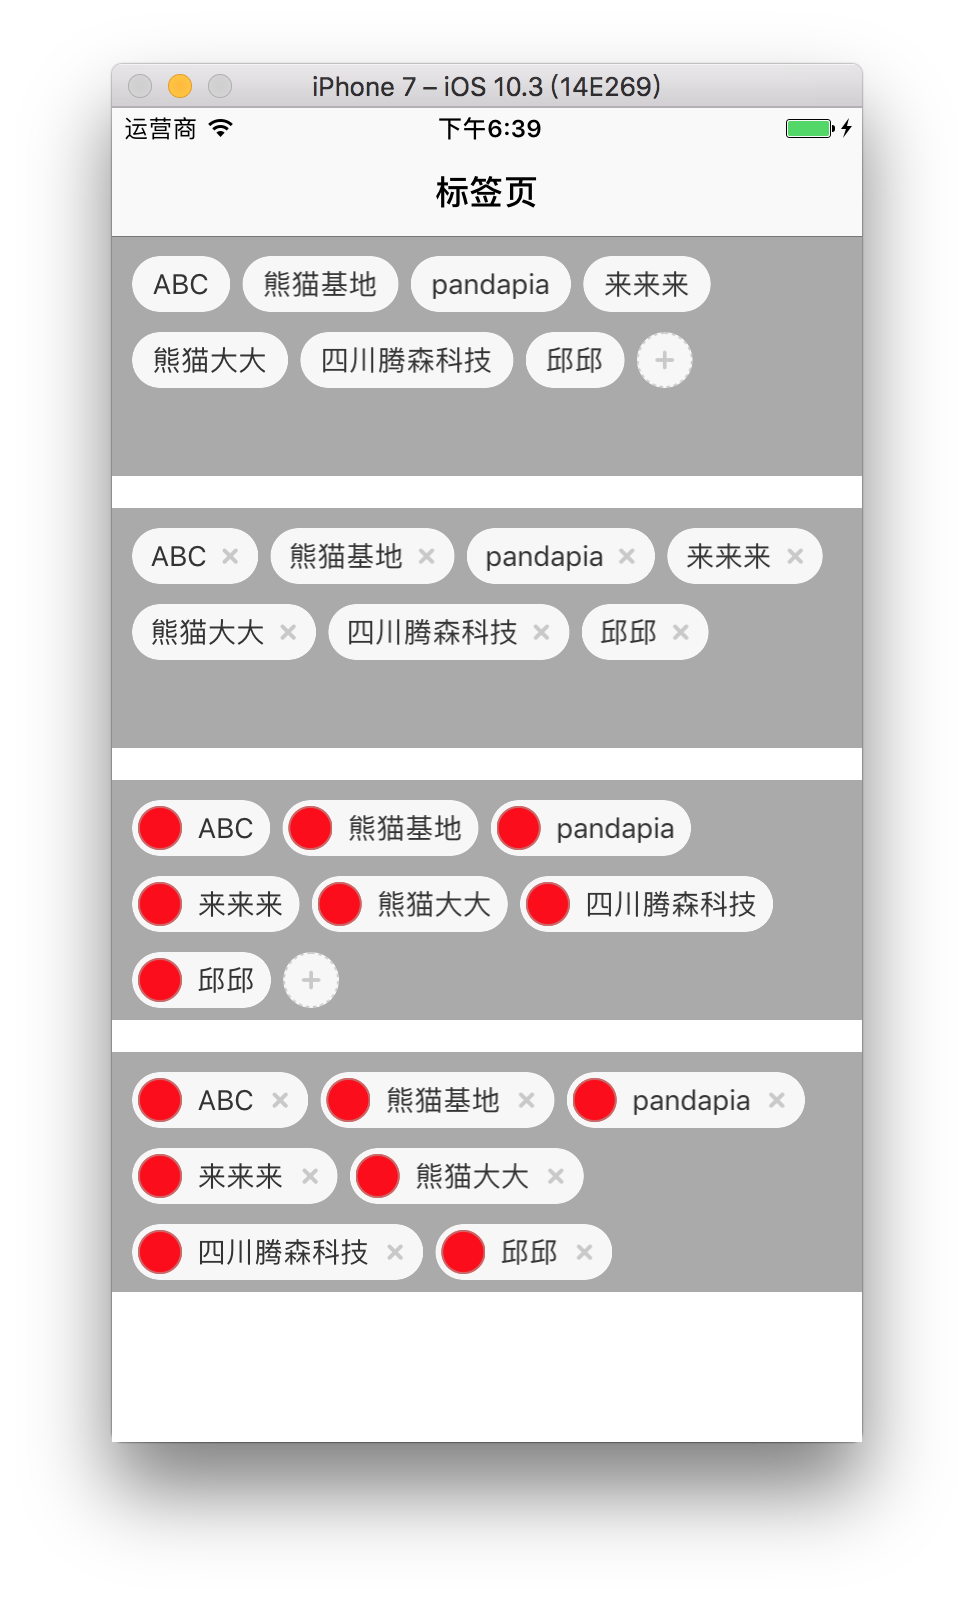 iPhone 7 – iOS 10.3 (14E269)
运营商 下午6:39
标签页
ABC 熊猫基地 pandapia 来来来
熊猫大大 四川腾森科技 邱邱 +
ABC × 熊猫基地 × pandapia × 来来来 ×
熊猫大大 × 四川腾森科技 × 邱邱 ×
ABC 熊猫基地 pandapia
来来来 熊猫大大 四川腾森科技
邱邱 +
ABC × 熊猫基地 × pandapia ×
来来来 × 熊猫大大 ×
四川腾森科技 × 邱邱 ×